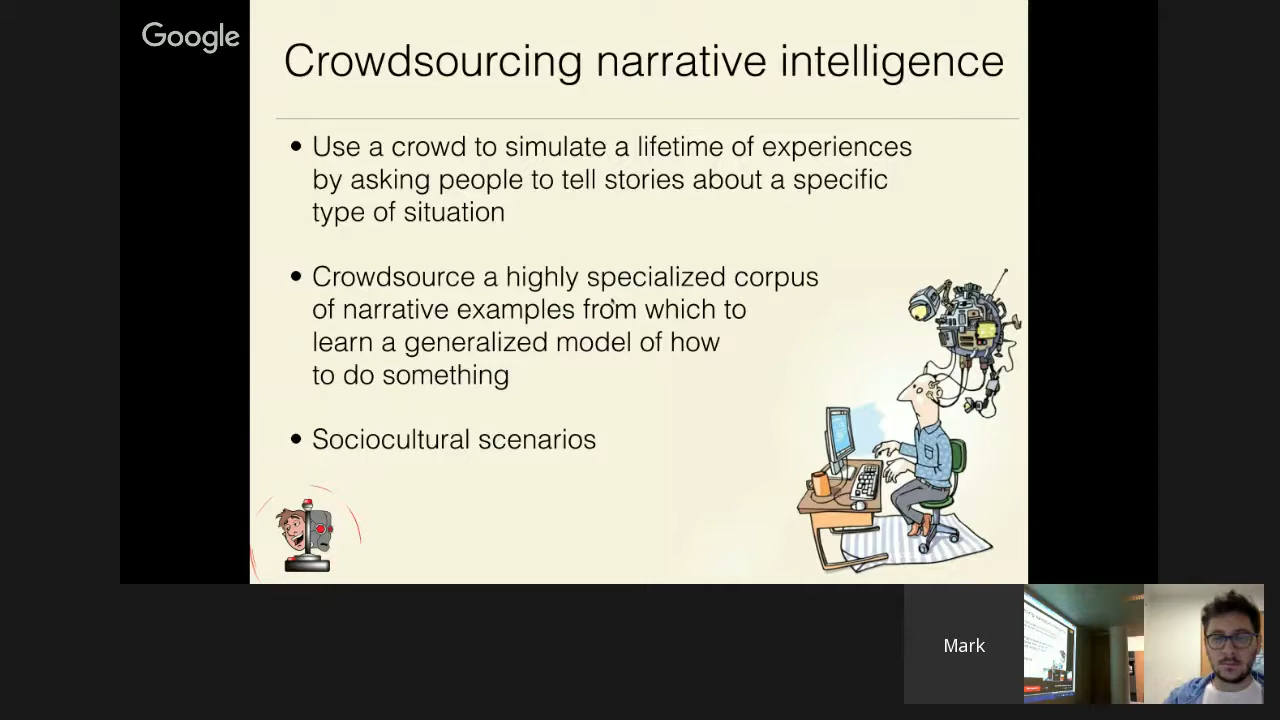 Google
Crowdsourcing narrative intelligence
• Use a crowd to simulate a lifetime of experiences
by asking people to tell stories about a specific
type of situation
• Crowdsource a highly specialized corpus
of narrative examples from which to
learn a generalized model of how
to do something
• Sociocultural scenarios
Mark